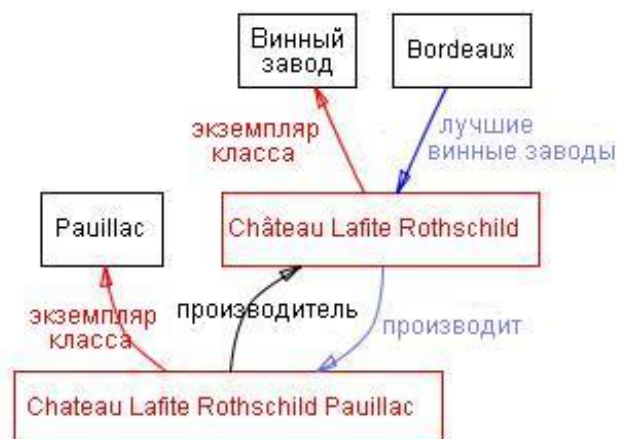 Винный
завод
Bordeaux
экземпляр
класса
лучшие
винные заводы
Pauillac
Château Lafite Rothschild
экземпляр
класса
производитель
производит
Chateau Lafite Rothschild Pauillac